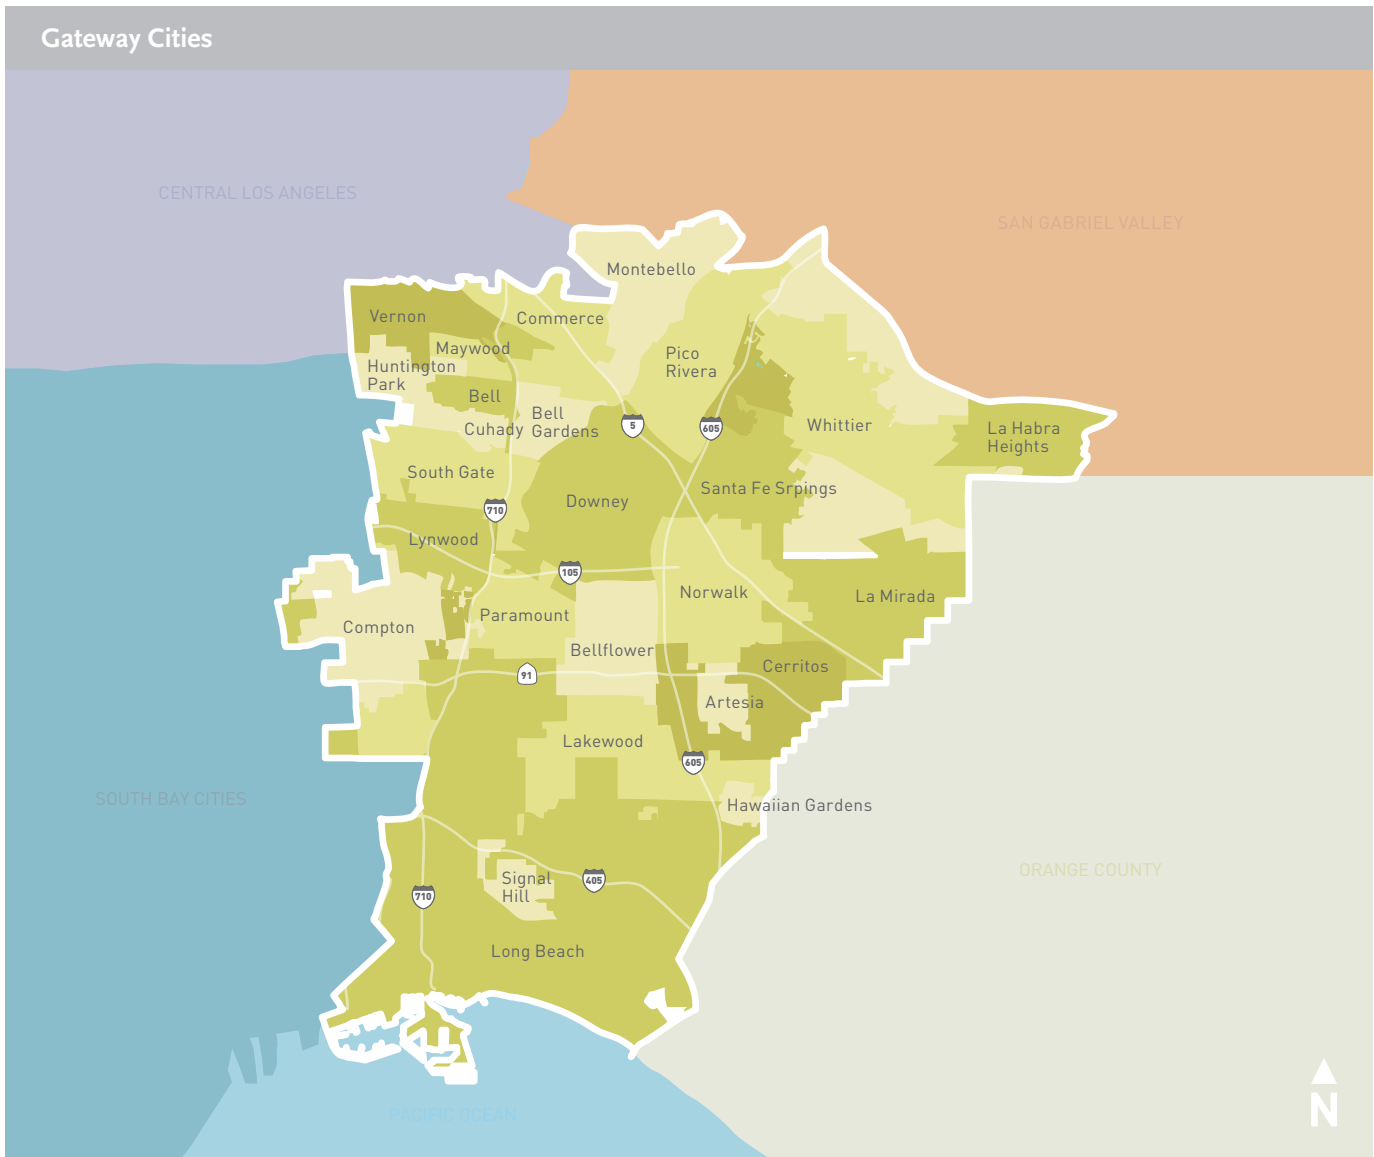 Gateway Cities
CENTRAL LOS ANGELES
SAN GABRIEL VALLEY
Montebello
Vernon
Commerce
Maywood
Pico
Rivera
Huntington
Park
Bell
Bell
Gardens
Cuhady
5
605
Whittier
La Habra
Heights
South Gate
Santa Fe Srpings
Downey
710
Lynwood
105
Norwalk
La Mirada
Paramount
Compton
Bellflower
Cerritos
91
Artesia
Lakewood
605
SOUTH BAY CITIES
Hawaiian Gardens
ORANGE COUNTY
Signal
Hill
405
710
Long Beach
PACIFIC OCEAN
N